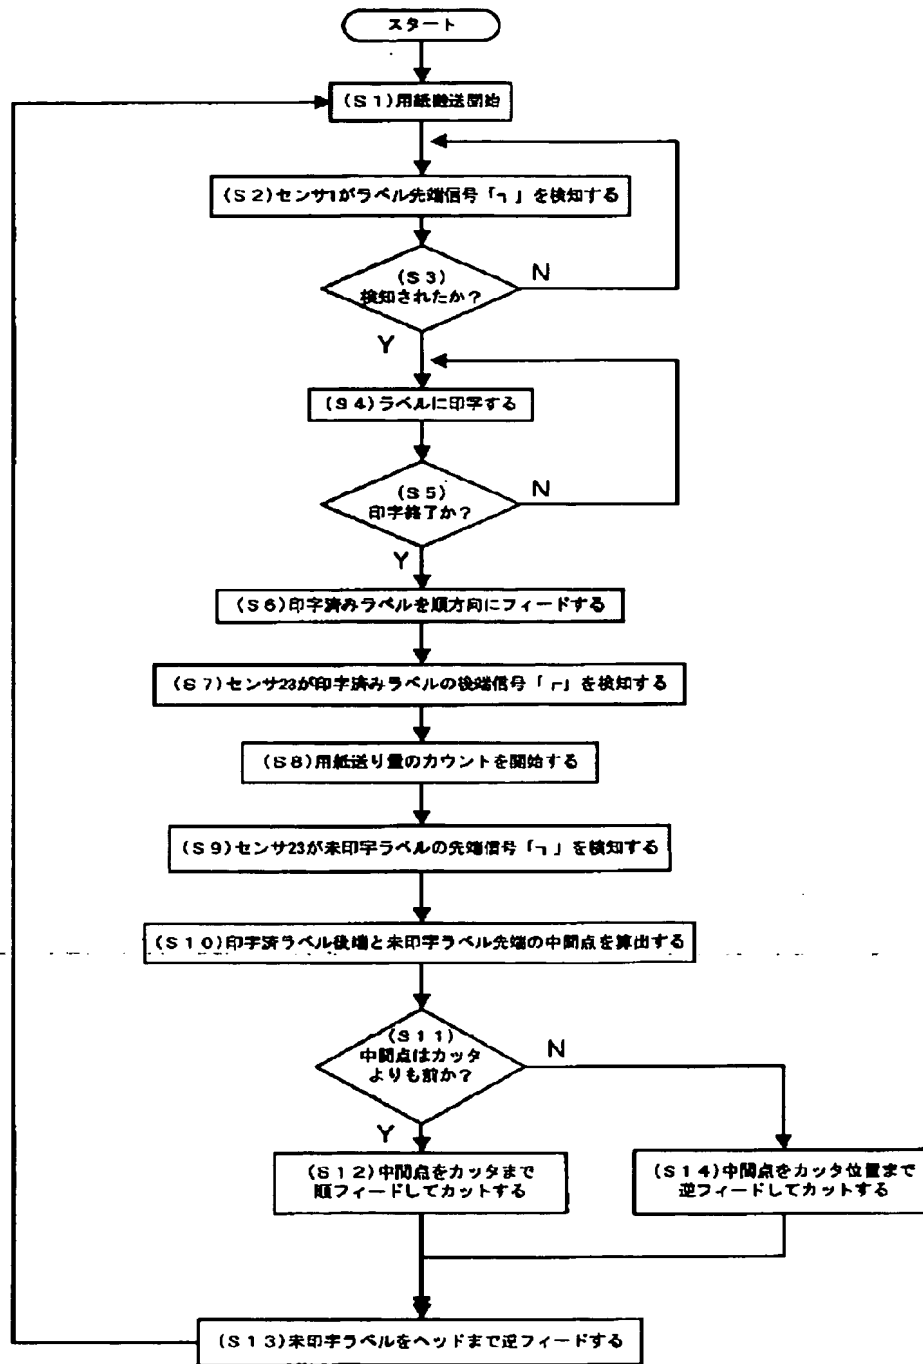 スタート
(S1)用紙搬送開始
(S2)センサ1がラベル先端信号「┐」を検知する
(S3)
検知されたか?
N
Y
(S4)ラベルに印字する
(S5)
印字終了か?
N
Y
(S6)印字済みラベルを順方向にフィードする
(S7)センサ23が印字済みラベルの後端信号「┌」を検知する
(S8)用紙送り量のカウントを開始する
(S9)センサ23が未印字ラベルの先端信号「┐」を検知する
(S10)印字済ラベル後端と未印字ラベル先端の中間点を算出する
(S11)
中間点はカッタ
よりも前か?
N
Y
(S12)中間点をカッタまで
順フィードしてカットする
(S14)中間点をカッタ位置まで
逆フィードしてカットする
(S13)未印字ラベルをヘッドまで逆フィードする